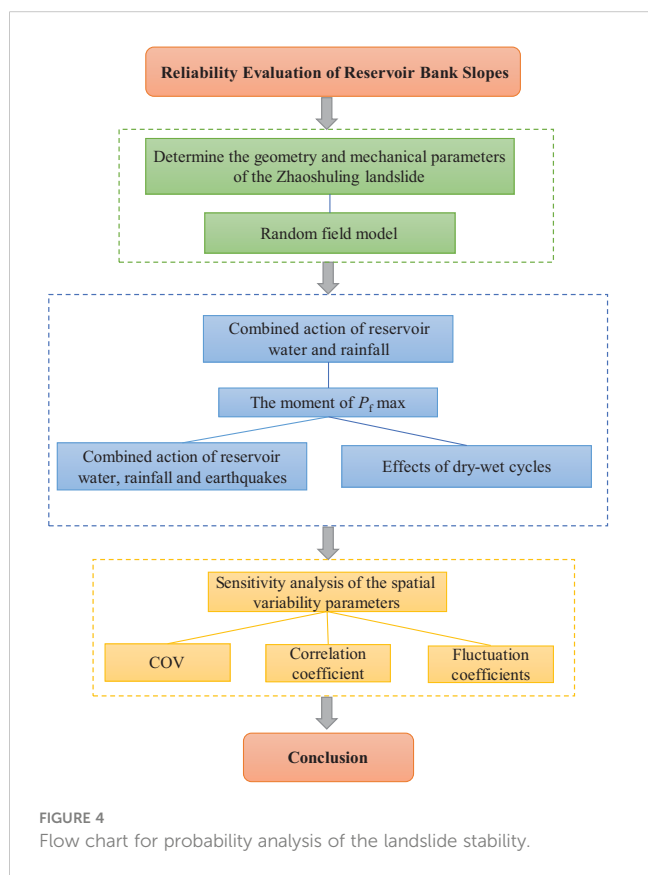 Reliability Evaluation of Reservoir Bank Slopes
Determine the geometry and mechanical parameters
of the Zhaoshuling landslide
Random field model
Combined action of reservoir
water and rainfall
The moment of Pf max
Combined action of reservoir
water, rainfall and earthquakes
Effects of dry-wet cycles
Sensitivity analysis of the spatial
variability parameters
COV
Correlation
coefficient
Fluctuation
coefficients
Conclusion
FIGURE 4
Flow chart for probability analysis of the landslide stability.